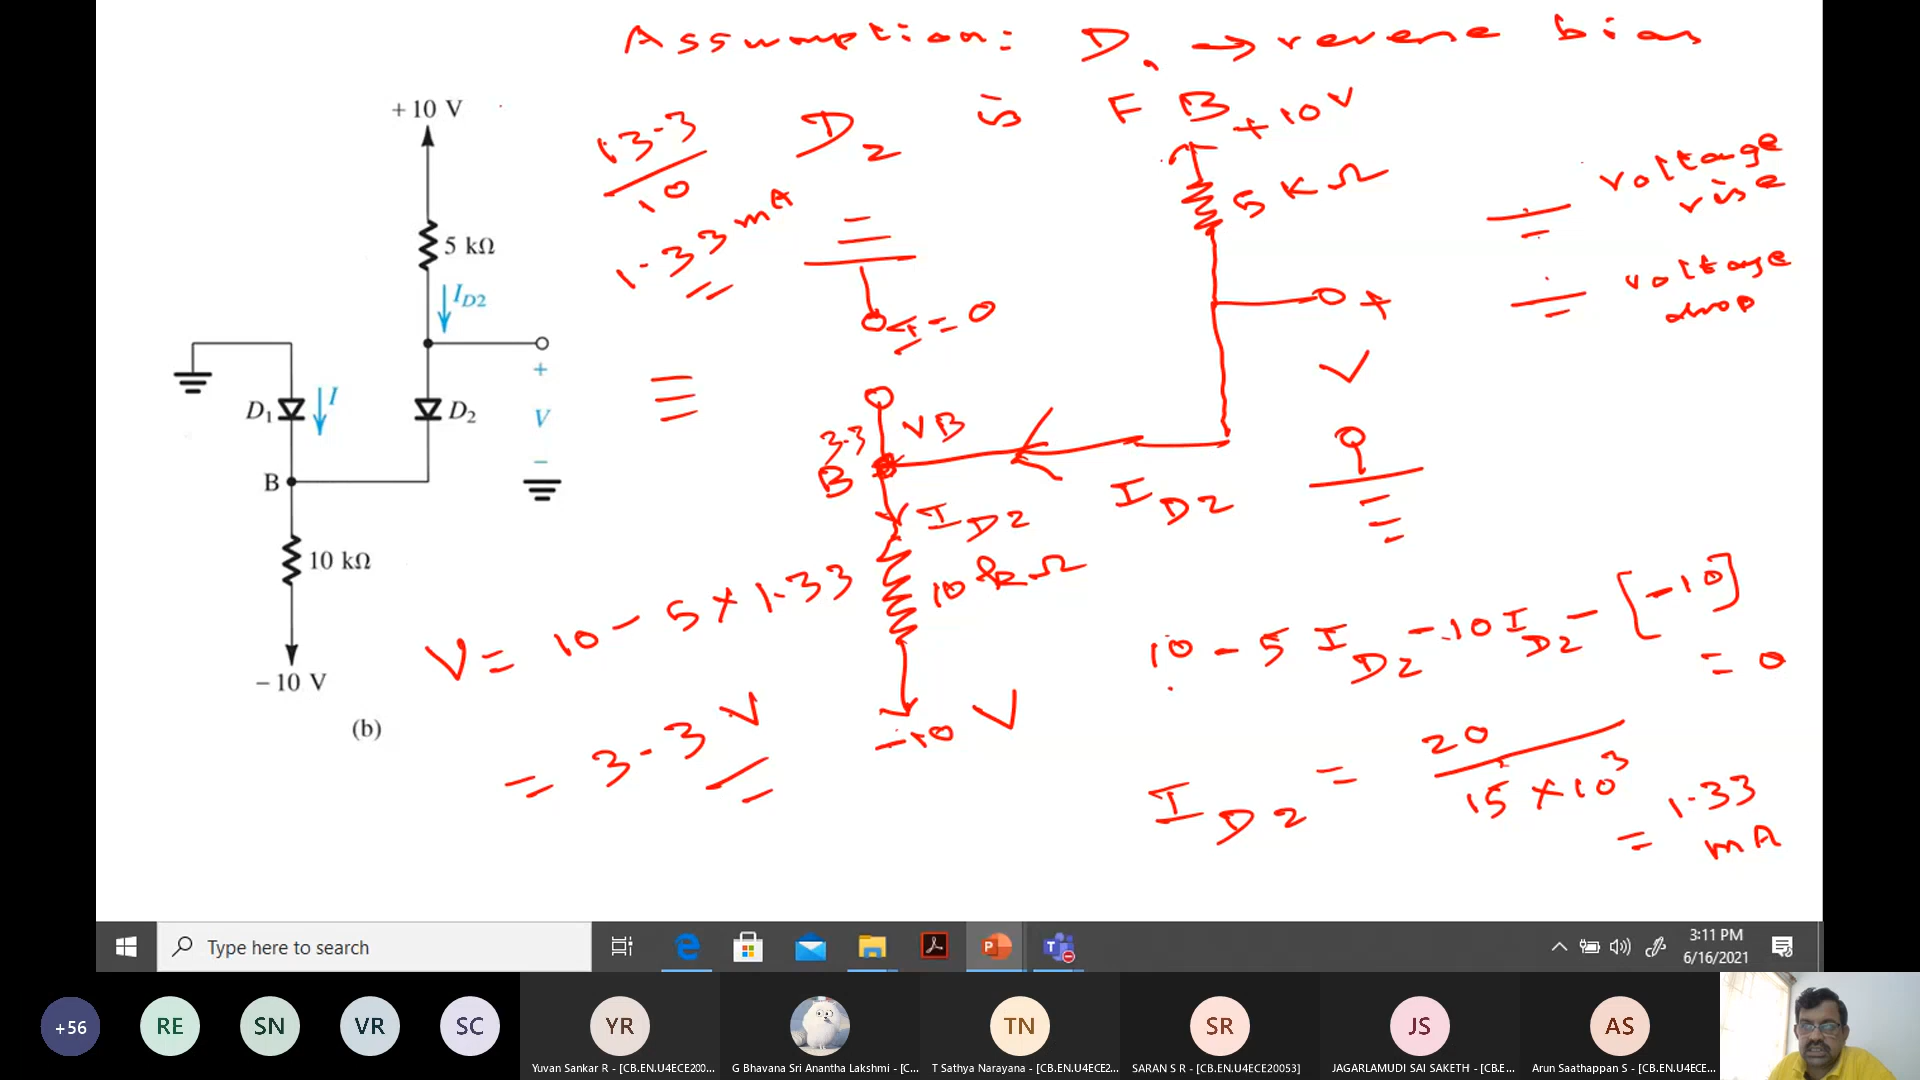 Assumption: D1 → reverse bias
D2 is F B
+ 10 V
5 kΩ
ID2
D1
I
D2
+
V
−
B
10 kΩ
− 10 V
(b)
13.3
10
1.33 mA
I = 0
≡
+10V
5 KΩ
+
V
voltage rise
voltage drop
3.3
VB
B
ID2
ID2
10 kΩ
-10 V
V = 10 - 5 × 1.33
= 3.3 V
10 - 5 ID2 - 10 ID2 - [-10]
= 0
ID2 = 20
15 × 10³
= 1.33
mA
Type here to search
3:11 PM
6/16/2021
+56
RE
SN
VR
SC
YR
TN
SR
JS
AS
Yuvan Sankar R - [CB.EN.U4ECE200...
G Bhavana Sri Anantha Lakshmi - [C...
T Sathya Narayana - [CB.EN.U4ECE2...
SARAN S R - [CB.EN.U4ECE20053]
JAGARLAMUDI SAI SAKETH - [CB.E...
Arun Saathappan S - [CB.EN.U4ECE...